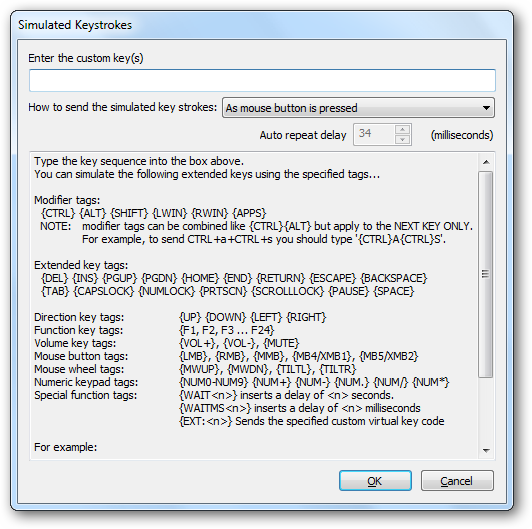 Simulated Keystrokes
Enter the custom key(s)
How to send the simulated key strokes: As mouse button is pressed
Auto repeat delay 34 (milliseconds)
Type the key sequence into the box above.
You can simulate the following extended keys using the specified tags...
Modifier tags:
{CTRL} {ALT} {SHIFT} {LWIN} {RWIN} {APPS}
NOTE: modifier tags can be combined like {CTRL}{ALT} but apply to the NEXT KEY ONLY.
For example, to send CTRL+a+CTRL+s you should type '{CTRL}A{CTRL}S'.
Extended key tags:
{DEL} {INS} {PGUP} {PGDN} {HOME} {END} {RETURN} {ESCAPE} {BACKSPACE}
{TAB} {CAPSLOCK} {NUMLOCK} {PRTSCN} {SCROLLLOCK} {PAUSE} {SPACE}
Direction key tags: {UP} {DOWN} {LEFT} {RIGHT}
Function key tags: {F1, F2, F3 ... F24}
Volume key tags: {VOL+}, {VOL-}, {MUTE}
Mouse button tags: {LMB}, {RMB}, {MMB}, {MB4/XMB1}, {MB5/XMB2}
Mouse wheel tags: {MWUP}, {MWDN}, {TILTL}, {TILTR}
Numeric keypad tags: {NUM0-NUM9} {NUM+} {NUM-} {NUM.} {NUM/} {NUM*}
Special function tags: {WAIT<n>} inserts a delay of <n> seconds.
{WAITMS<n>} inserts a delay of <n> milliseconds
{EXT:<n>} Sends the specified custom virtual key code
For example:
OK Cancel